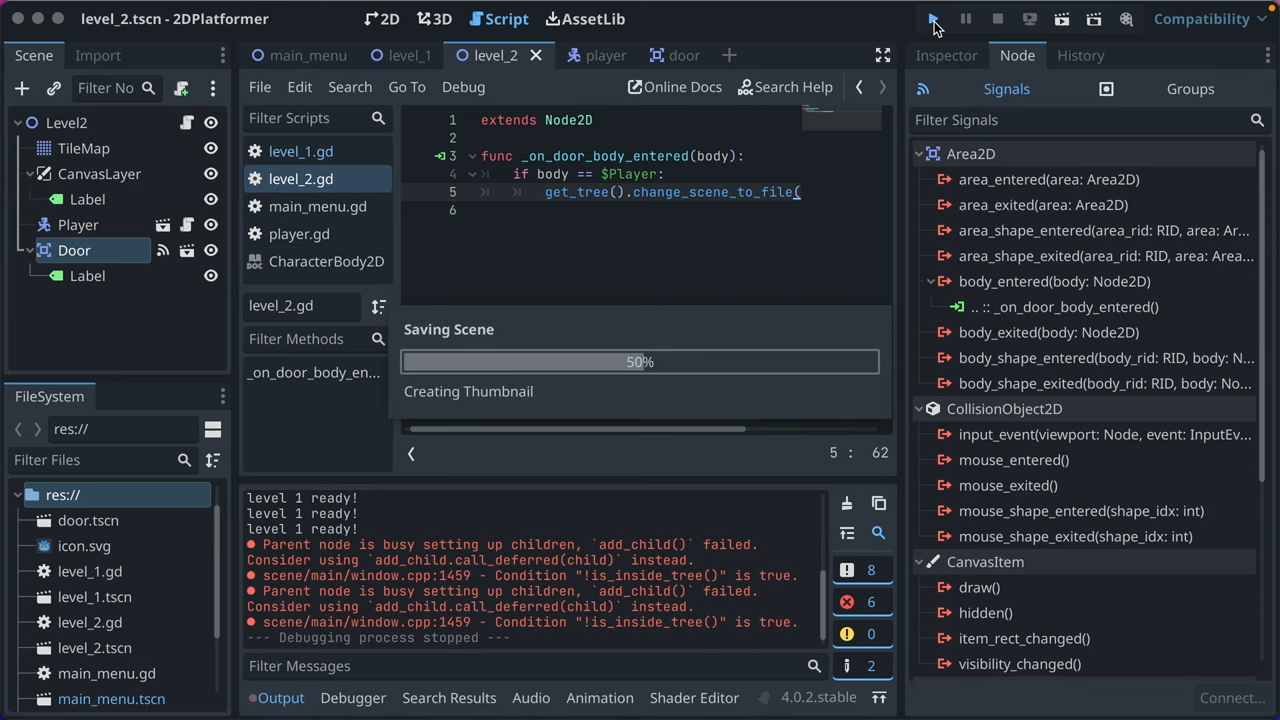 level_2.tscn - 2DPlatformer
2D
3D
Script
AssetLib
Compatibility
Scene
Import
main_menu
level_1
level_2
player
door
Inspector
Node
History
Filter No
File
Edit
Search
Go To
Debug
Online Docs
Search Help
Signals
Groups
Filter Scripts
Filter Signals
Level2
TileMap
CanvasLayer
Label
Player
Door
Label
level_1.gd
level_2.gd
main_menu.gd
player.gd
CharacterBody2D
level_2.gd
Filter Methods
_on_door_body_en...
1 extends Node2D
2
3 func _on_door_body_entered(body):
4 if body == $Player:
5 get_tree().change_scene_to_file(
6
Saving Scene
50%
Creating Thumbnail
5 : 62
Area2D
area_entered(area: Area2D)
area_exited(area: Area2D)
area_shape_entered(area_rid: RID, area: Ar...
area_shape_exited(area_rid: RID, area: Area...
body_entered(body: Node2D)
.. :: _on_door_body_entered()
body_exited(body: Node2D)
body_shape_entered(body_rid: RID, body: N...
body_shape_exited(body_rid: RID, body: No...
CollisionObject2D
input_event(viewport: Node, event: InputEv...
mouse_entered()
mouse_exited()
mouse_shape_entered(shape_idx: int)
mouse_shape_exited(shape_idx: int)
CanvasItem
draw()
hidden()
item_rect_changed()
visibility_changed()
Connect...
FileSystem
res://
Filter Files
res://
door.tscn
icon.svg
level_1.gd
level_1.tscn
level_2.gd
level_2.tscn
main_menu.gd
main_menu.tscn
level 1 ready!
level 1 ready!
level 1 ready!
Parent node is busy setting up children, `add_child()` failed.
Consider using `add_child.call_deferred(child)` instead.
scene/main/window.cpp:1459 - Condition "!is_inside_tree()" is true.
Parent node is busy setting up children, `add_child()` failed.
Consider using `add_child.call_deferred(child)` instead.
scene/main/window.cpp:1459 - Condition "!is_inside_tree()" is true.
--- Debugging process stopped ---
8
6
0
2
Filter Messages
Output
Debugger
Search Results
Audio
Animation
Shader Editor
4.0.2.stable